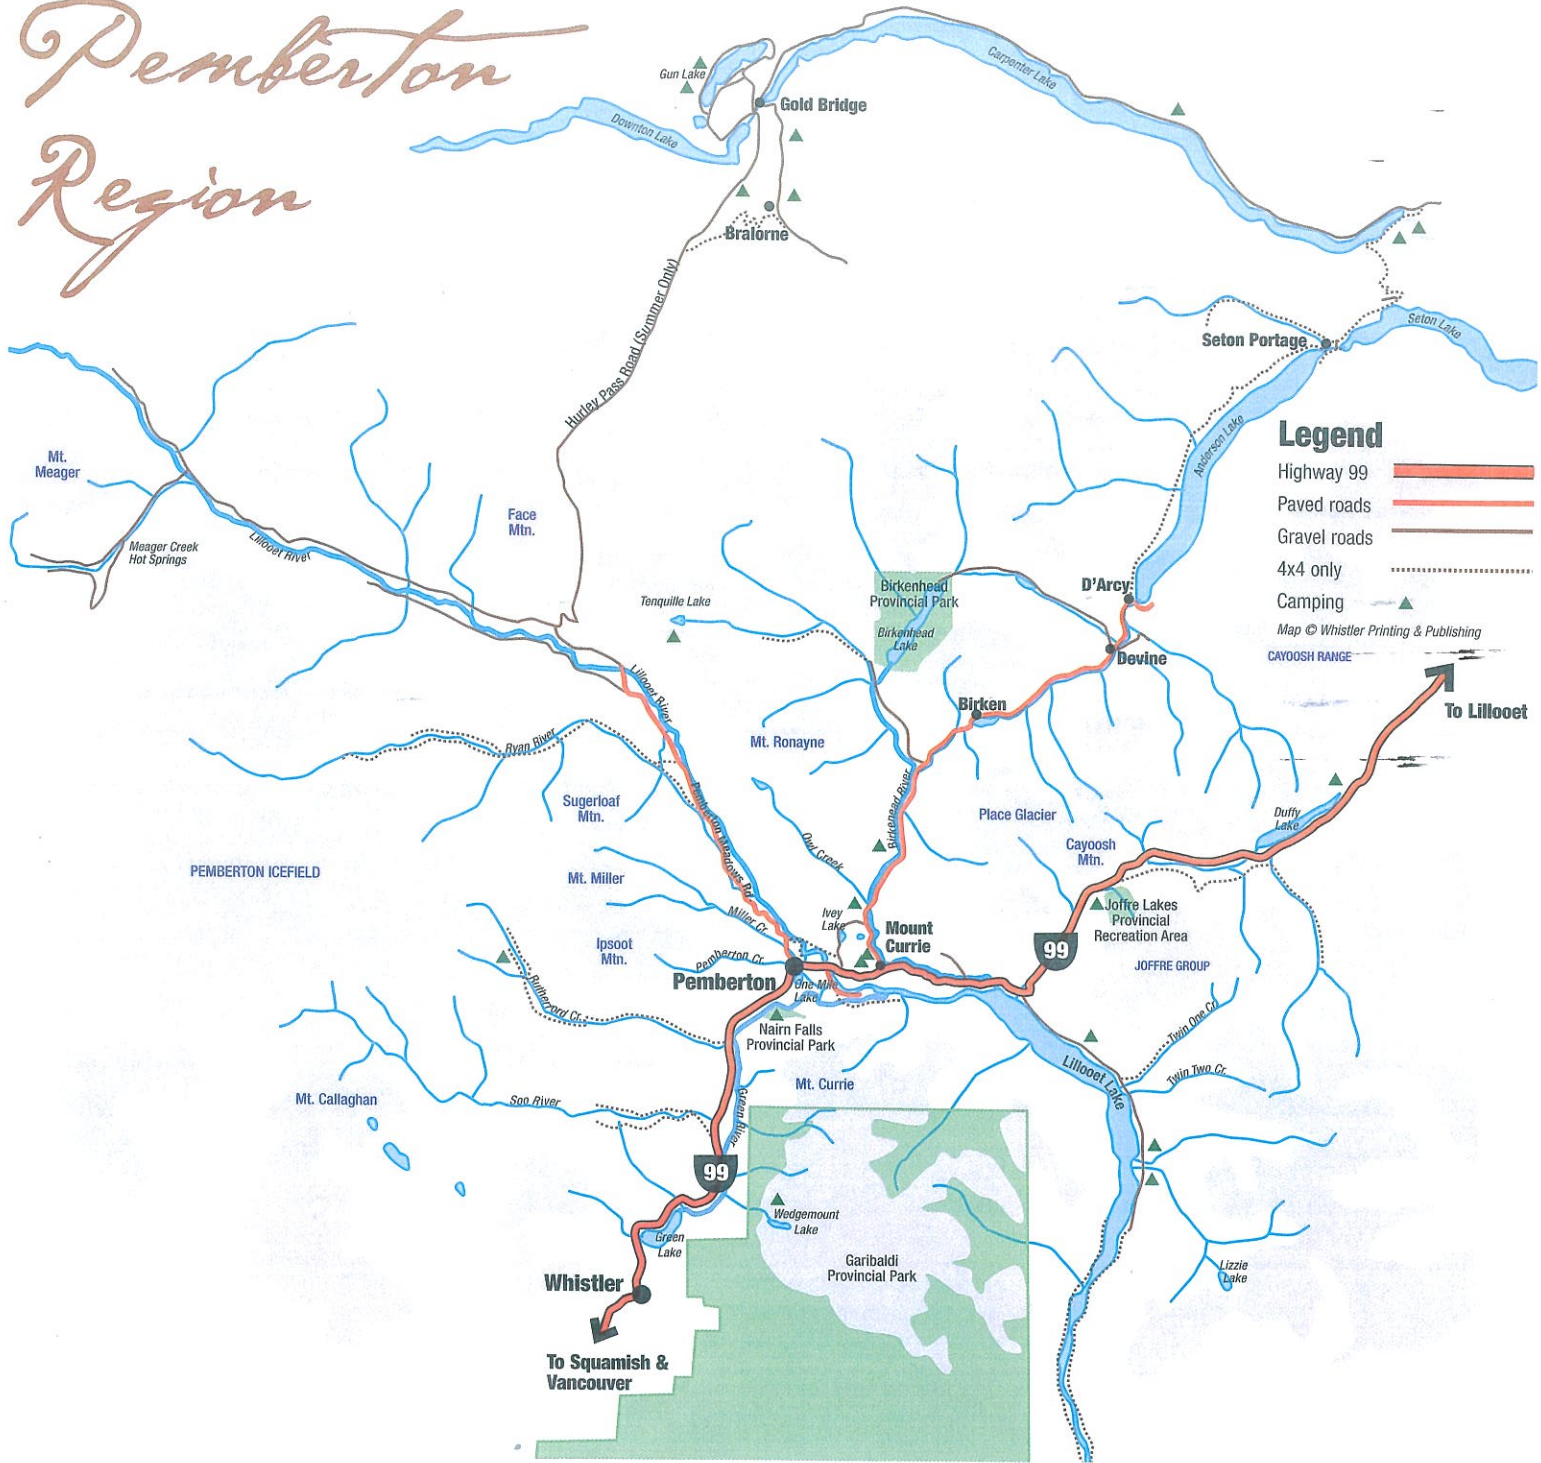 Pemberton
Region
Gun Lake
Gold Bridge
Downton Lake
Carpenter Lake
Bralorne
Hurley Pass Road (Summer Only)
Seton Portage
Seton Lake
Anderson Lake
Legend
Highway 99
Paved roads
Gravel roads
4x4 only
Camping
Map © Whistler Printing & Publishing
CAYOOSH RANGE
To Lillooet
Mt.
Meager
Meager Creek
Hot Springs
Lillooet River
Face
Mtn.
Tenquille Lake
Birkenhead
Provincial Park
Birkenhead
Lake
D'Arcy
Devine
Birken
Lillooet River
Ryan River
Mt. Ronayne
Sugerloaf
Mtn.
Pemberton Meadows Rd.
Birkenhead River
Place Glacier
Duffy
Lake
Cayoosh
Mtn.
Owl Creek
PEMBERTON ICEFIELD
Mt. Miller
Miller Cr.
Ivey
Lake
Mount
Currie
Joffre Lakes
Provincial
Recreation Area
99
JOFFRE GROUP
Ipsoot
Mtn.
Pemberton Cr.
Pemberton
One Mile
Lake
Rutherford Cr.
Nairn Falls
Provincial Park
Twin One Cr.
Lillooet Lake
Twin Two Cr.
Mt. Currie
Mt. Callaghan
Soo River
Green River
99
Wedgemount
Lake
Green
Lake
Garibaldi
Provincial Park
Lizzie
Lake
Whistler
To Squamish &
Vancouver